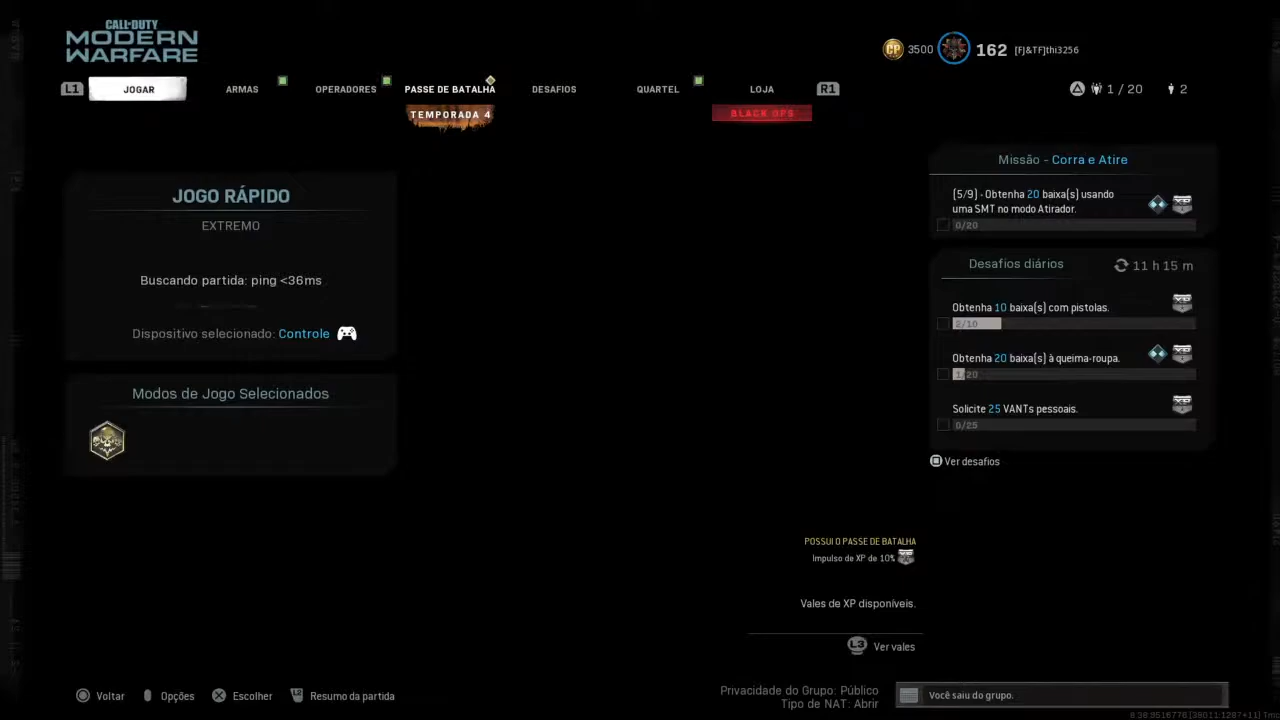 CALL OF DUTY
MODERN
WARFARE
CP 3500 162 [FJ&TF]thi3256
L1 JOGAR ARMAS OPERADORES PASSE DE BATALHA DESAFIOS QUARTEL LOJA R1 1 / 20 2
TEMPORADA 4 BLACK OPS
JOGO RÁPIDO
EXTREMO
Buscando partida: ping <36ms
Dispositivo selecionado: Controle
Modos de Jogo Selecionados
Missão - Corra e Atire
(5/9) - Obtenha 20 baixa(s) usando
uma SMT no modo Atirador.
0/20
Desafios diários 11 h 15 m
Obtenha 10 baixa(s) com pistolas.
2/10
Obtenha 20 baixa(s) à queima-roupa.
1/20
Solicite 25 VANTs pessoais.
0/25
Ver desafios
POSSUI O PASSE DE BATALHA
Impulso de XP de 10%
Vales de XP disponíveis.
L3 Ver vales
Voltar Opções Escolher Resumo da partida
Privacidade do Grupo: Público
Tipo de NAT: Abrir
Você saiu do grupo.